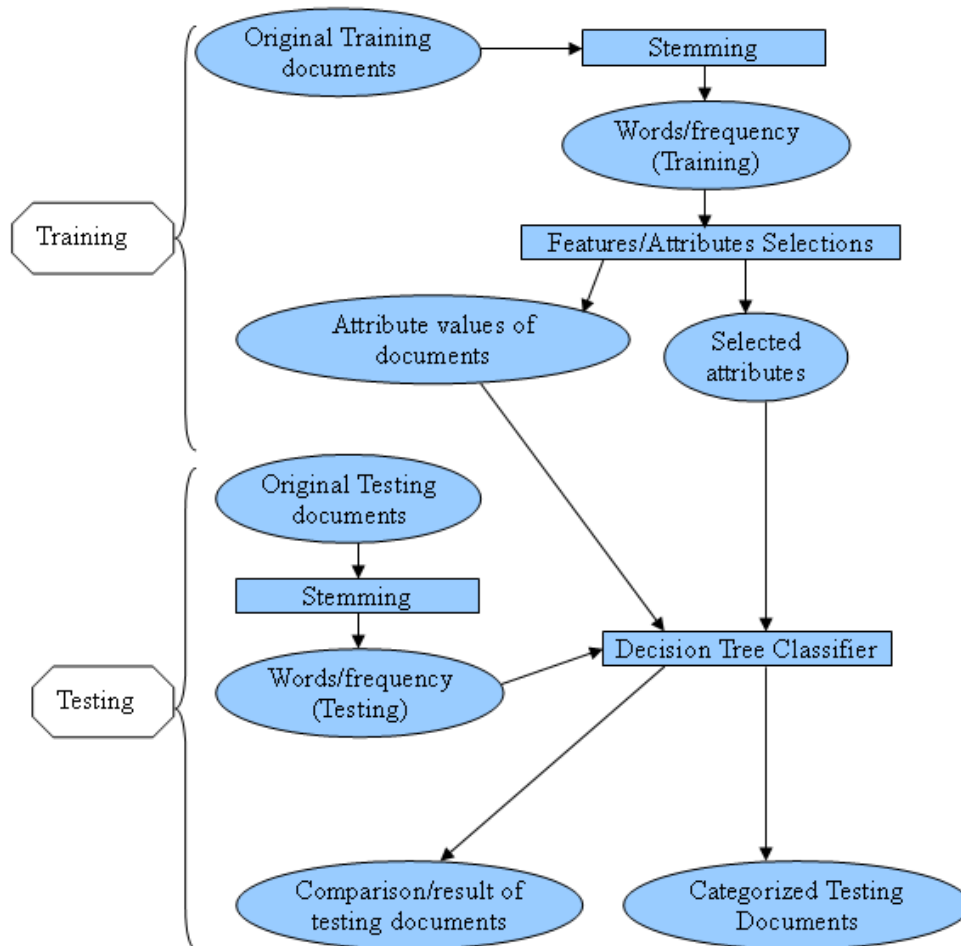 Original Training
documents
Stemming
Words/frequency
(Training)
Training
Features/Attributes Selections
Attribute values of
documents
Selected
attributes
Original Testing
documents
Stemming
Decision Tree Classifier
Words/frequency
(Testing)
Testing
Comparison/result of
testing documents
Categorized Testing
Documents